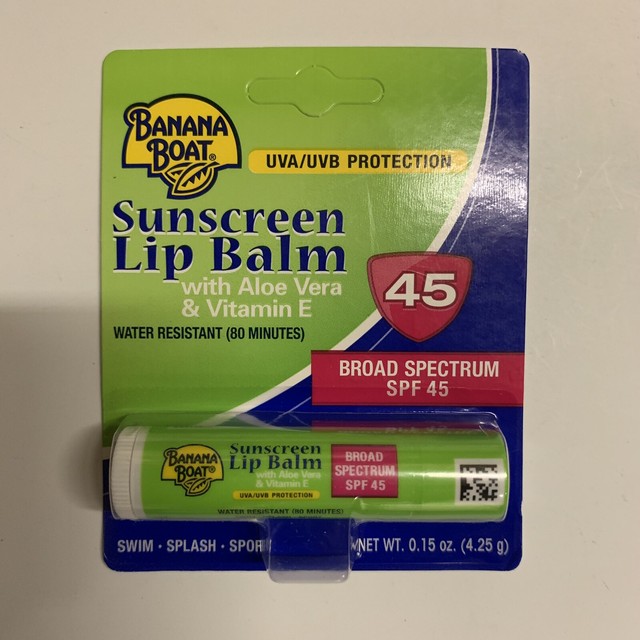 BANANA
BOAT®
UVA/UVB PROTECTION
Sunscreen
Lip Balm
with Aloe Vera
& Vitamin E
45
WATER RESISTANT (80 MINUTES)
BROAD SPECTRUM
SPF 45
BANANA
BOAT®
Sunscreen
Lip Balm
with Aloe Vera
& Vitamin E
UVA/UVB PROTECTION
WATER RESISTANT (80 MINUTES)
BROAD
SPECTRUM
SPF 45
SWIM · SPLASH · SPORT
NET WT. 0.15 oz. (4.25 g)